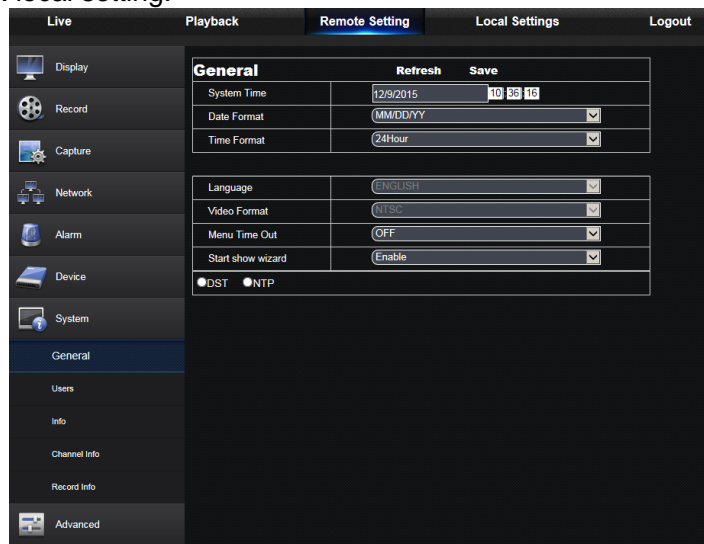 Live Playback Remote Setting Local Settings Logout
Display
Record
Capture
Network
Alarm
Device
System
General
Users
Info
Channel Info
Record Info
Advanced
General Refresh Save
System Time 12/9/2015 10:36:16
Date Format MM/DD/YY
Time Format 24Hour
Language ENGLISH
Video Format NTSC
Menu Time Out OFF
Start show wizard Enable
DST NTP